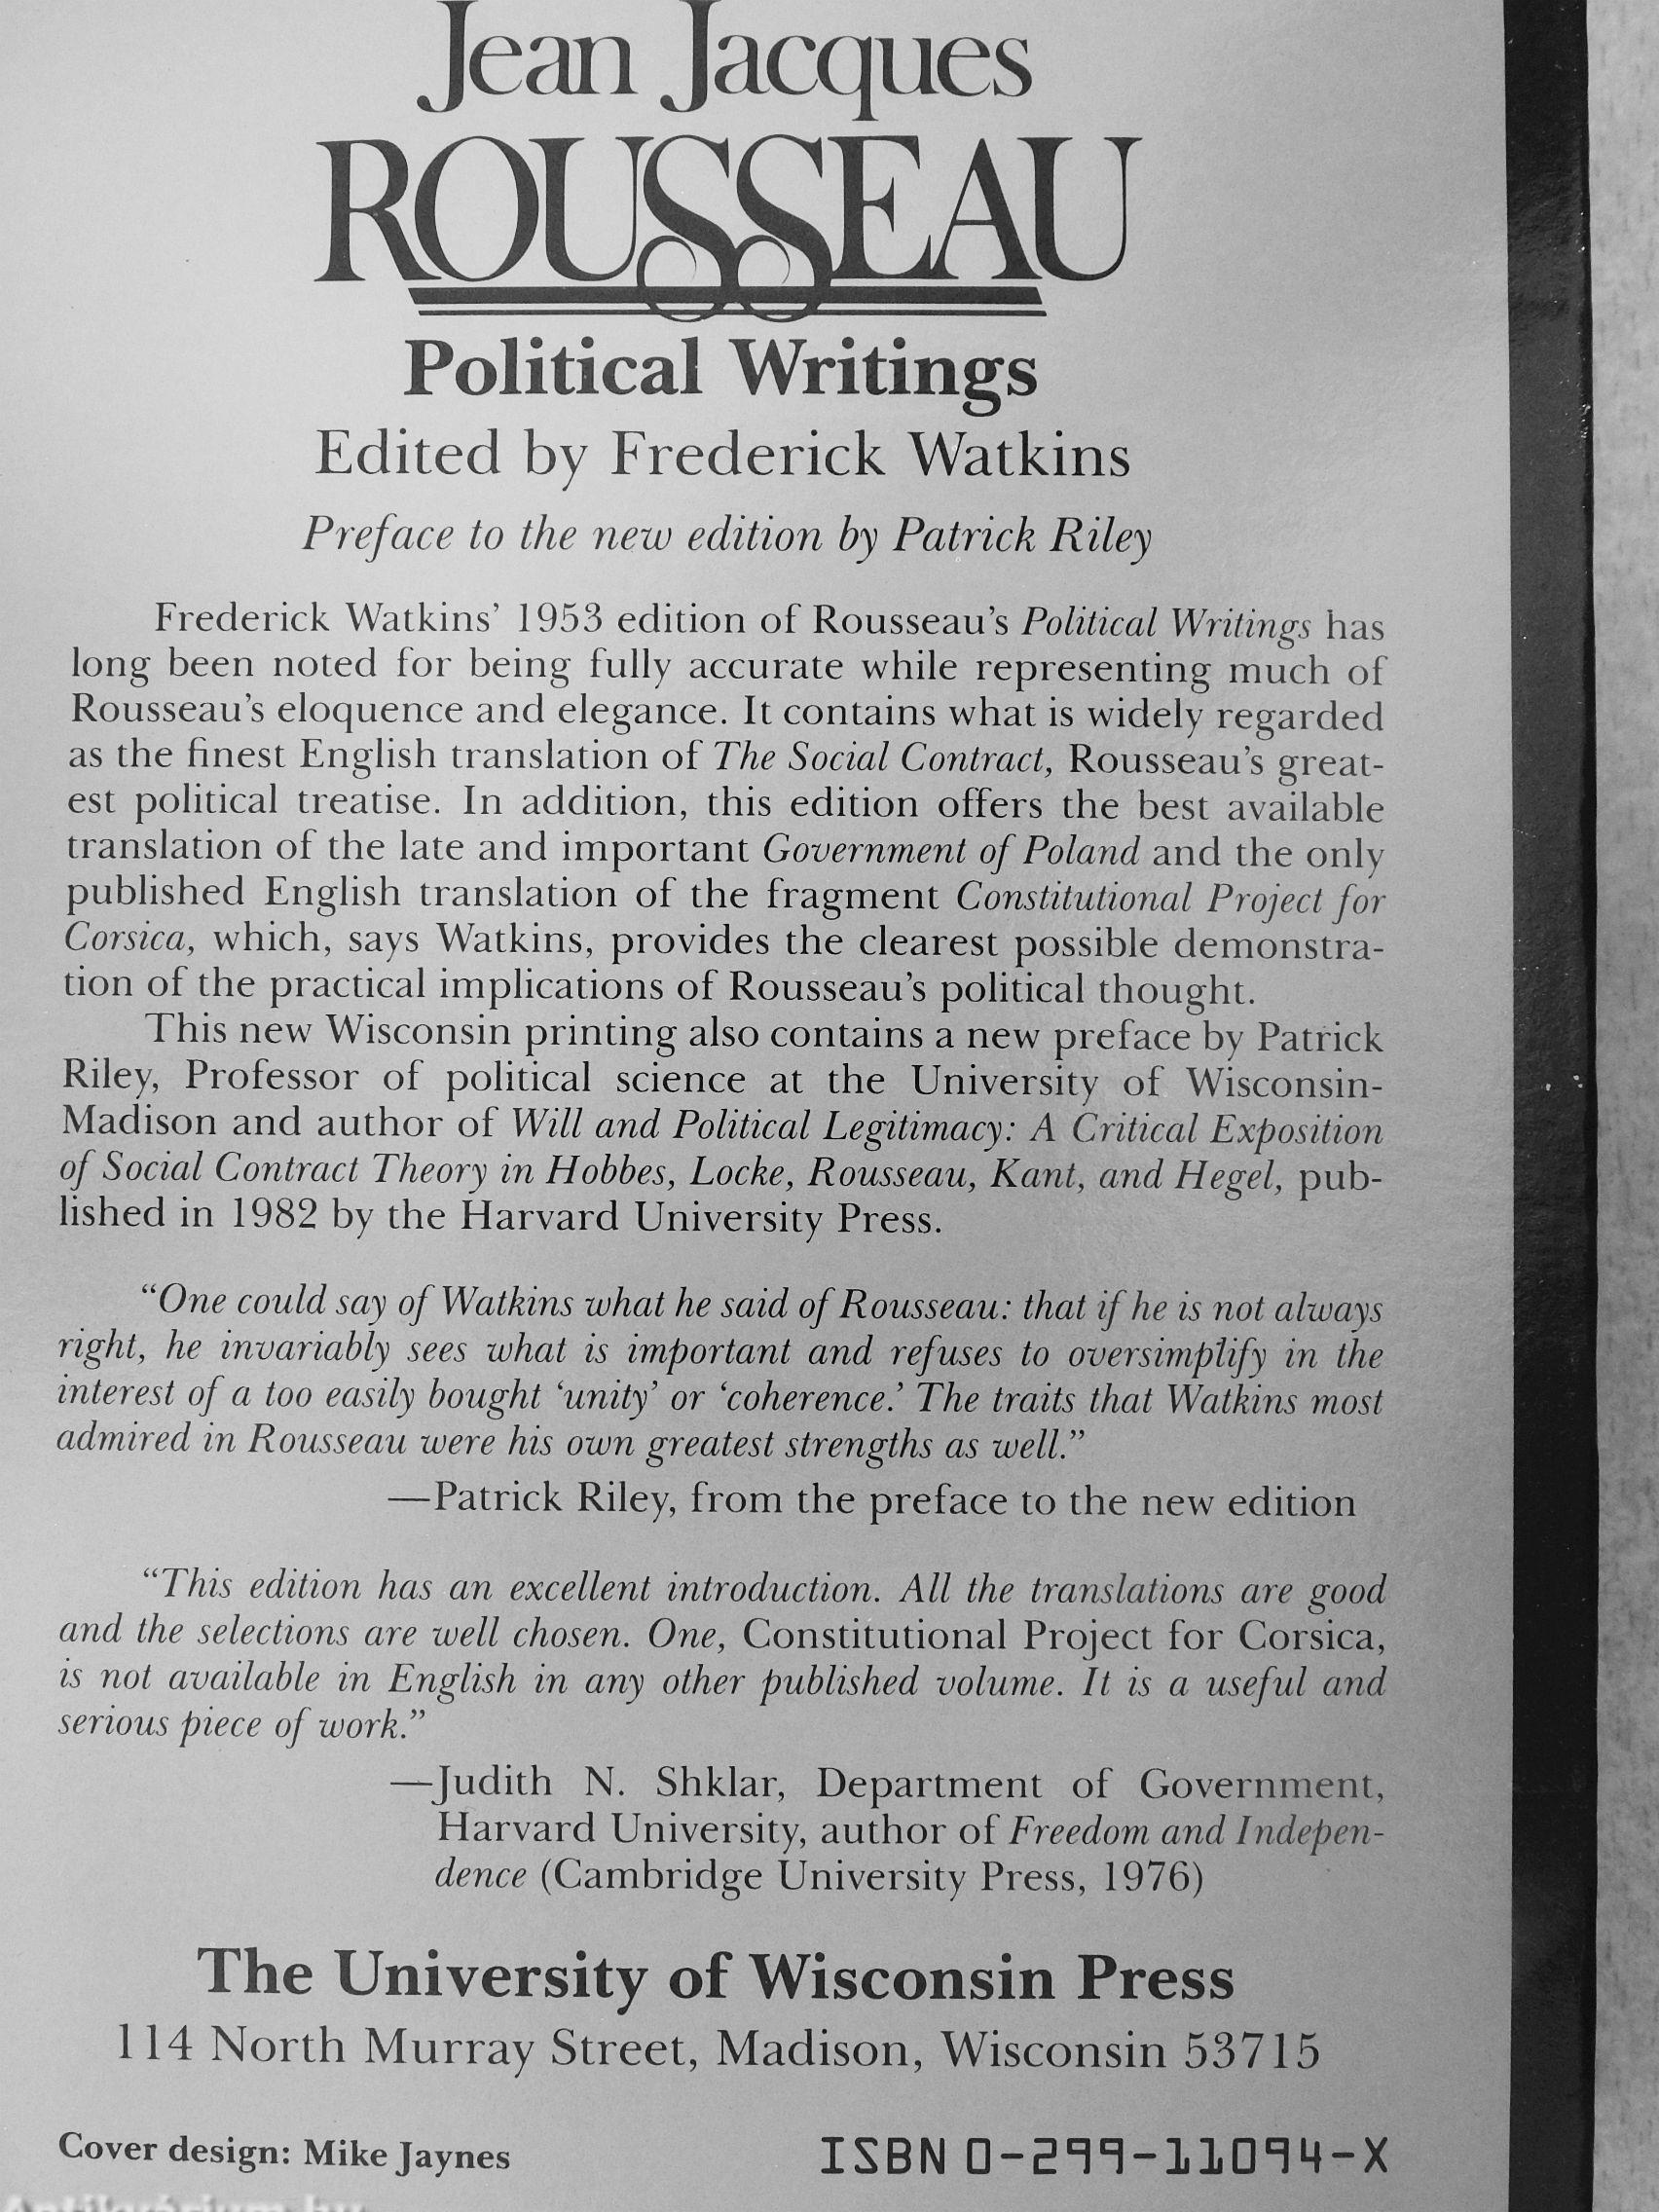 Jean Jacques
ROUSSEAU
Political Writings
Edited by Frederick Watkins
Preface to the new edition by Patrick Riley
Frederick Watkins’ 1953 edition of Rousseau’s Political Writings has
long been noted for being fully accurate while representing much of
Rousseau’s eloquence and elegance. It contains what is widely regarded
as the finest English translation of The Social Contract, Rousseau’s great-
est political treatise. In addition, this edition offers the best available
translation of the late and important Government of Poland and the only
published English translation of the fragment Constitutional Project for
Corsica, which, says Watkins, provides the clearest possible demonstra-
tion of the practical implications of Rousseau’s political thought.
This new Wisconsin printing also contains a new preface by Patrick
Riley, Professor of political science at the University of Wisconsin-
Madison and author of Will and Political Legitimacy: A Critical Exposition
of Social Contract Theory in Hobbes, Locke, Rousseau, Kant, and Hegel, pub-
lished in 1982 by the Harvard University Press.
“One could say of Watkins what he said of Rousseau: that if he is not always
right, he invariably sees what is important and refuses to oversimplify in the
interest of a too easily bought ‘unity’ or ‘coherence.’ The traits that Watkins most
admired in Rousseau were his own greatest strengths as well.”
—Patrick Riley, from the preface to the new edition
“This edition has an excellent introduction. All the translations are good
and the selections are well chosen. One, Constitutional Project for Corsica,
is not available in English in any other published volume. It is a useful and
serious piece of work.”
—Judith N. Shklar, Department of Government,
Harvard University, author of Freedom and Indepen-
dence (Cambridge University Press, 1976)
The University of Wisconsin Press
114 North Murray Street, Madison, Wisconsin 53715
Cover design: Mike Jaynes
ISBN 0-299-11094-X